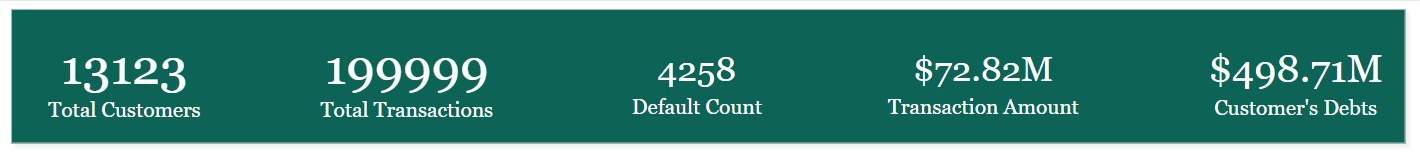 13123 199999 4258 $72.82M $498.71M
Total Customers Total Transactions Default Count Transaction Amount Customer's Debts